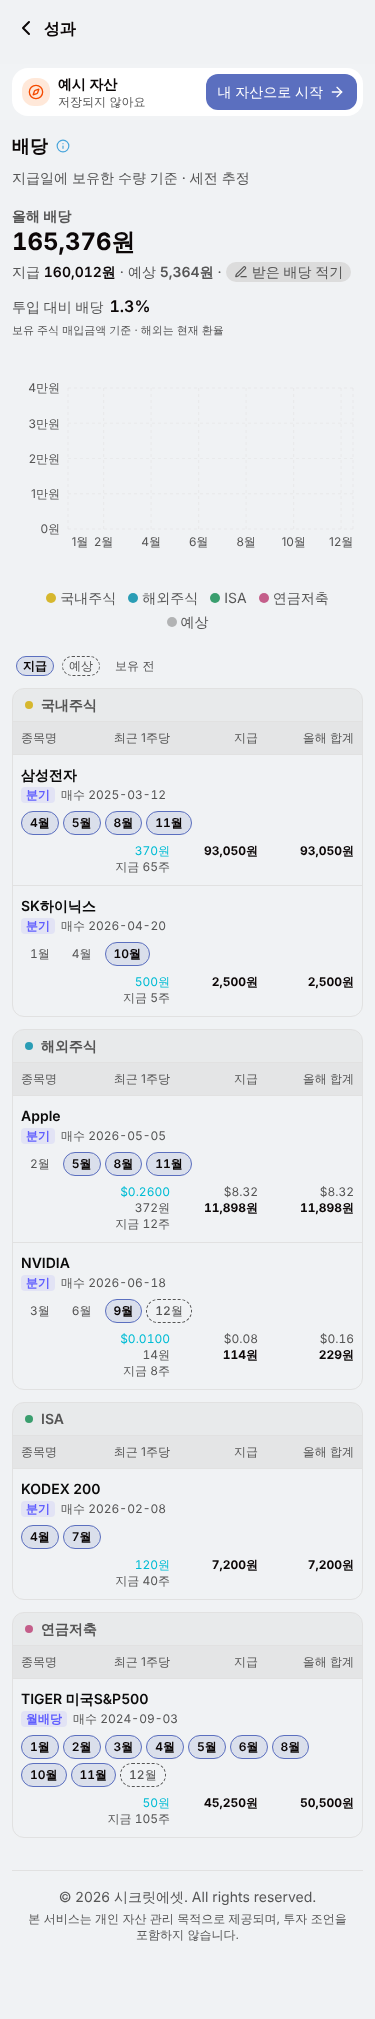 성과
예시 자산
저장되지 않아요
내 자산으로 시작 →
배당
지급일에 보유한 수량 기준 · 세전 추정
올해 배당
165,376원
지급 160,012원 · 예상 5,364원 · 받은 배당 적기
투입 대비 배당 1.3%
보유 주식 매입금액 기준 · 해외는 현재 환율
4만원
3만원
2만원
1만원
0원
1월 2월 4월 6월 8월 10월 12월
국내주식 해외주식 ISA 연금저축
예상
지급 예상 보유 전
국내주식
종목명 최근 1주당 지급 올해 합계
삼성전자
분기 매수 2025-03-12
4월 5월 8월 11월
370원 93,050원 93,050원
지금 65주
SK하이닉스
분기 매수 2026-04-20
1월 4월 10월
500원 2,500원 2,500원
지금 5주
해외주식
종목명 최근 1주당 지급 올해 합계
Apple
분기 매수 2026-05-05
2월 5월 8월 11월
$0.2600 $8.32 $8.32
372원 11,898원 11,898원
지금 12주
NVIDIA
분기 매수 2026-06-18
3월 6월 9월 12월
$0.0100 $0.08 $0.16
14원 114원 229원
지금 8주
ISA
종목명 최근 1주당 지급 올해 합계
KODEX 200
분기 매수 2026-02-08
4월 7월
120원 7,200원 7,200원
지금 40주
연금저축
종목명 최근 1주당 지급 올해 합계
TIGER 미국S&P500
월배당 매수 2024-09-03
1월 2월 3월 4월 5월 6월 8월
10월 11월 12월
50원 45,250원 50,500원
지금 105주
© 2026 시크릿에셋. All rights reserved.
본 서비스는 개인 자산 관리 목적으로 제공되며, 투자 조언을
포함하지 않습니다.